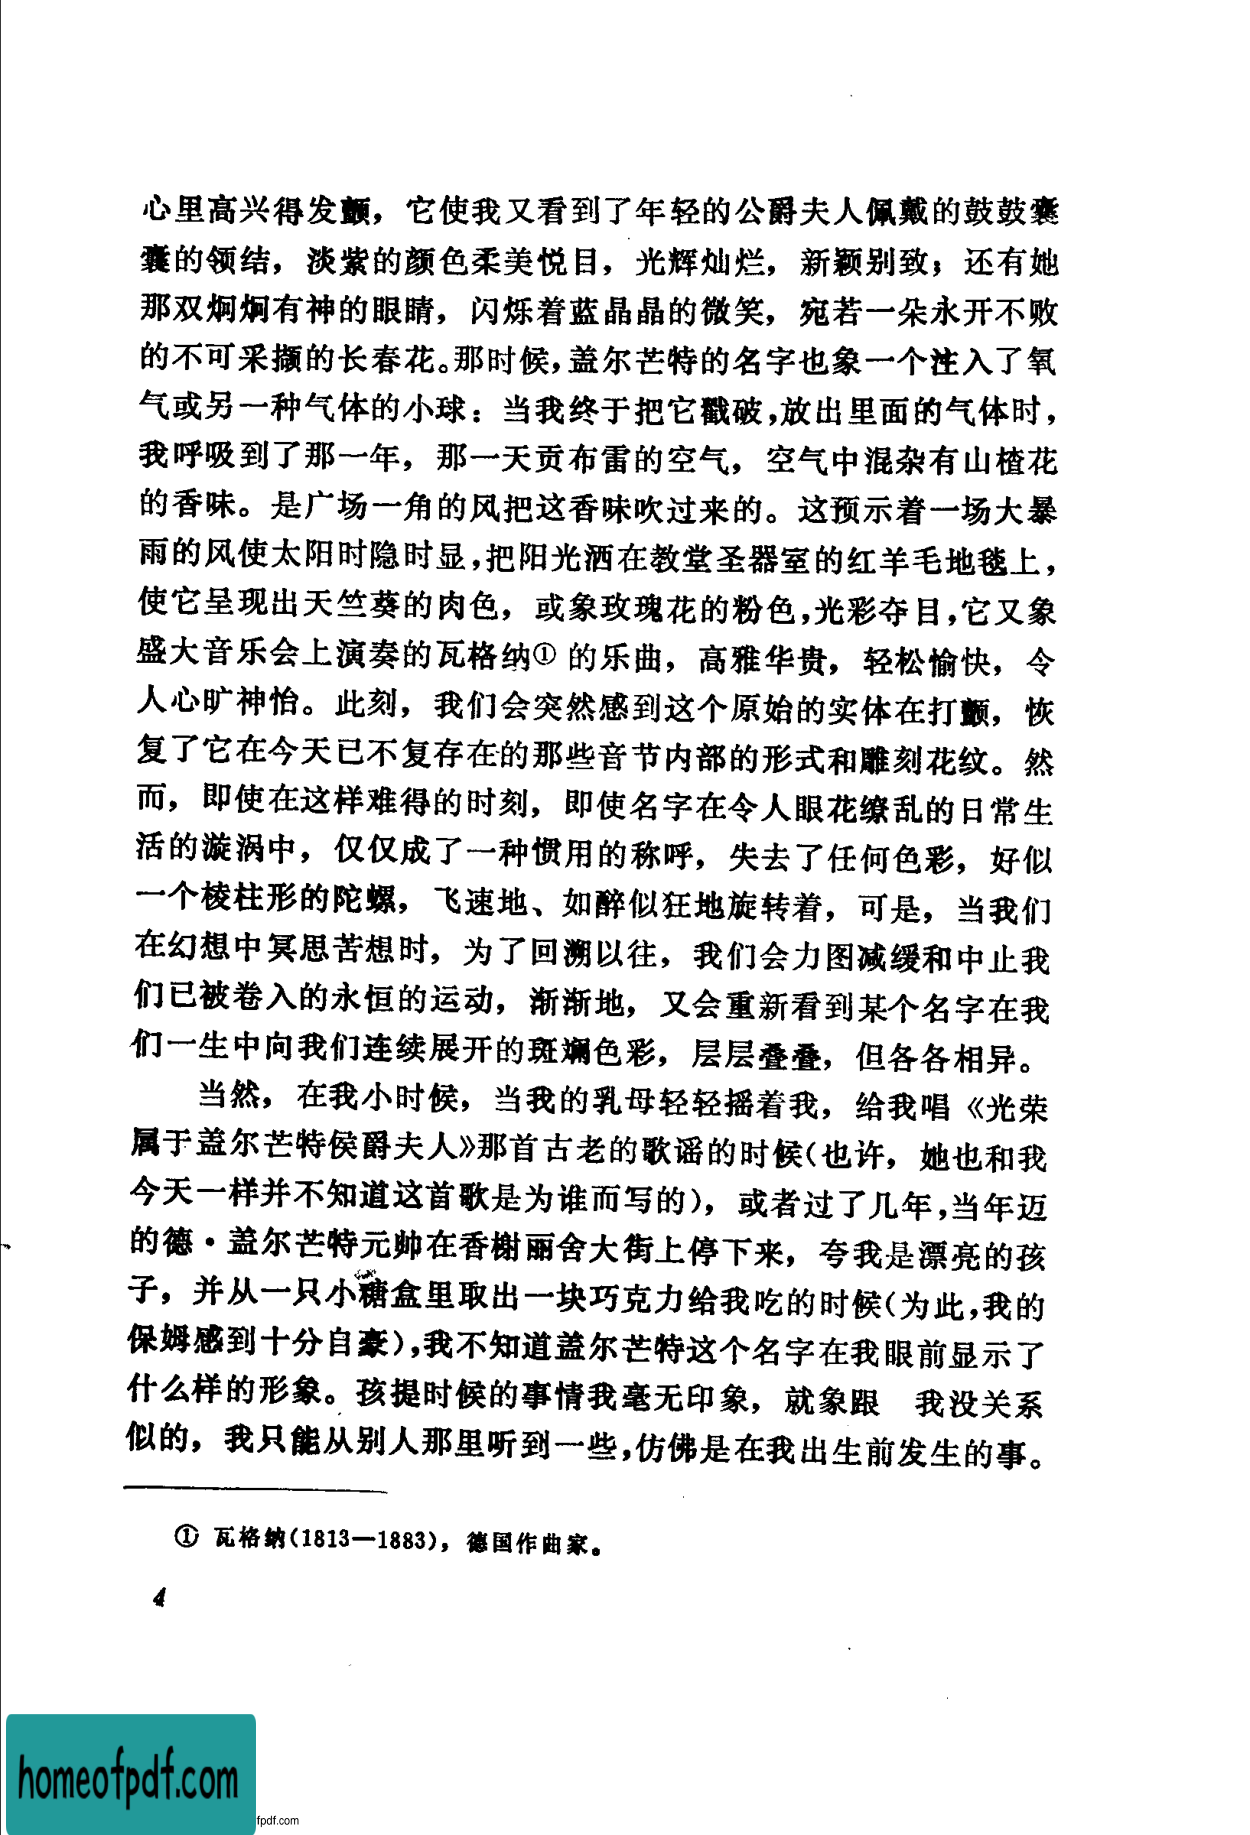 心里高兴得发颤，它使我又看到了年轻的公爵夫人佩戴的鼓鼓囊
囊的领结，淡紫的颜色柔美悦目，光辉灿烂，新颖别致；还有她
那双炯炯有神的眼睛，闪烁着蓝晶晶的微笑，宛若一朵永开不败
的不可采撷的长春花。那时候，盖尔芒特的名字也象一个注入了氧
气或另一种气体的小球：当我终于把它戳破，放出里面的气体时，
我呼吸到了那一年，那一天贡布雷的空气，空气中混杂有山楂花
的香味。是广场一角的风把这香味吹过来的。这预示着一场大暴
雨的风使太阳时隐时显，把阳光洒在教堂圣器室的红羊毛地毯上，
使它呈现出天竺葵的肉色，或象玫瑰花的粉色，光彩夺目，它又象
盛大音乐会上演奏的瓦格纳①的乐曲，高雅华贵，轻松愉快，令
人心旷神怡。此刻，我们会突然感到这个原始的实体在打颤，恢
复了它在今天已不复存在的那些音节内部的形式和雕刻花纹。然
而，即使在这样难得的时刻，即使名字在令人眼花缭乱的日常生
活的漩涡中，仅仅成了一种惯用的称呼，失去了任何色彩，好似
一个棱柱形的陀螺，飞速地、如醉似狂地旋转着，可是，当我们
在幻想中冥思苦想时，为了回溯以往，我们会力图减缓和中止我
们已被卷入的永恒的运动，渐渐地，又会重新看到某个名字在我
们一生中向我们连续展开的斑斓色彩，层层叠叠，但各各相异。
当然，在我小时候，当我的乳母轻轻摇着我，给我唱《光荣
属于盖尔芒特侯爵夫人》那首古老的歌谣的时候(也许，她也和我
今天一样并不知道这首歌是为谁而写的)，或者过了几年，当年迈
的德·盖尔芒特元帅在香榭丽舍大街上停下来，夸我是漂亮的孩
子，并从一只小糖盒里取出一块巧克力给我吃的时候(为此，我的
保姆感到十分自豪)，我不知道盖尔芒特这个名字在我眼前显示了
什么样的形象。孩提时候的事情我毫无印象，就象跟 我没关系
似的，我只能从别人那里听到一些，仿佛是在我出生前发生的事。
① 瓦格纳(1813—1883)，德国作曲家。
4
homeofpdf.com
fpdf.com